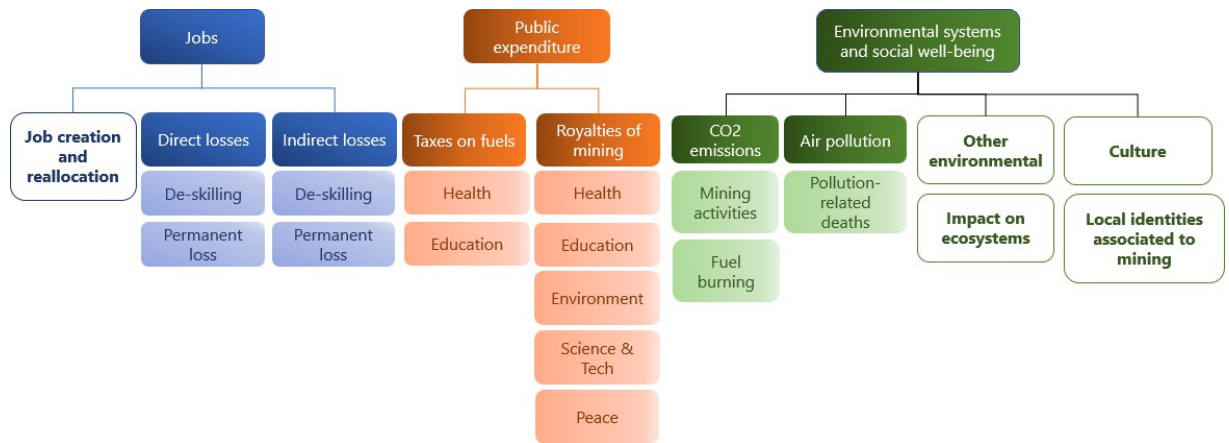 Jobs
Public
expenditure
Environmental systems
and social well-being
Job creation
and
reallocation
Direct losses
Indirect losses
Taxes on fuels
Royalties of
mining
CO2
emissions
Air pollution
Other
environmental
Culture
De-skilling
De-skilling
Health
Health
Mining
activities
Pollution-
related
deaths
Impact on
ecosystems
Local identities
associated to
mining
Permanent
loss
Permanent
loss
Education
Education
Fuel
burning
Environment
Science &
Tech
Peace